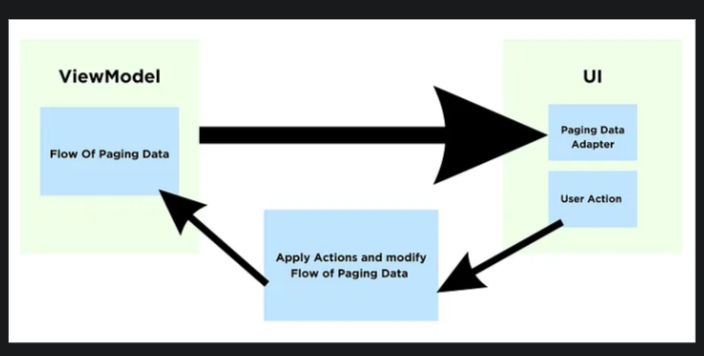 ViewModel
Flow Of Paging Data
UI
Paging Data
Adapter
User Action
Apply Actions and modify
Flow of Paging Data